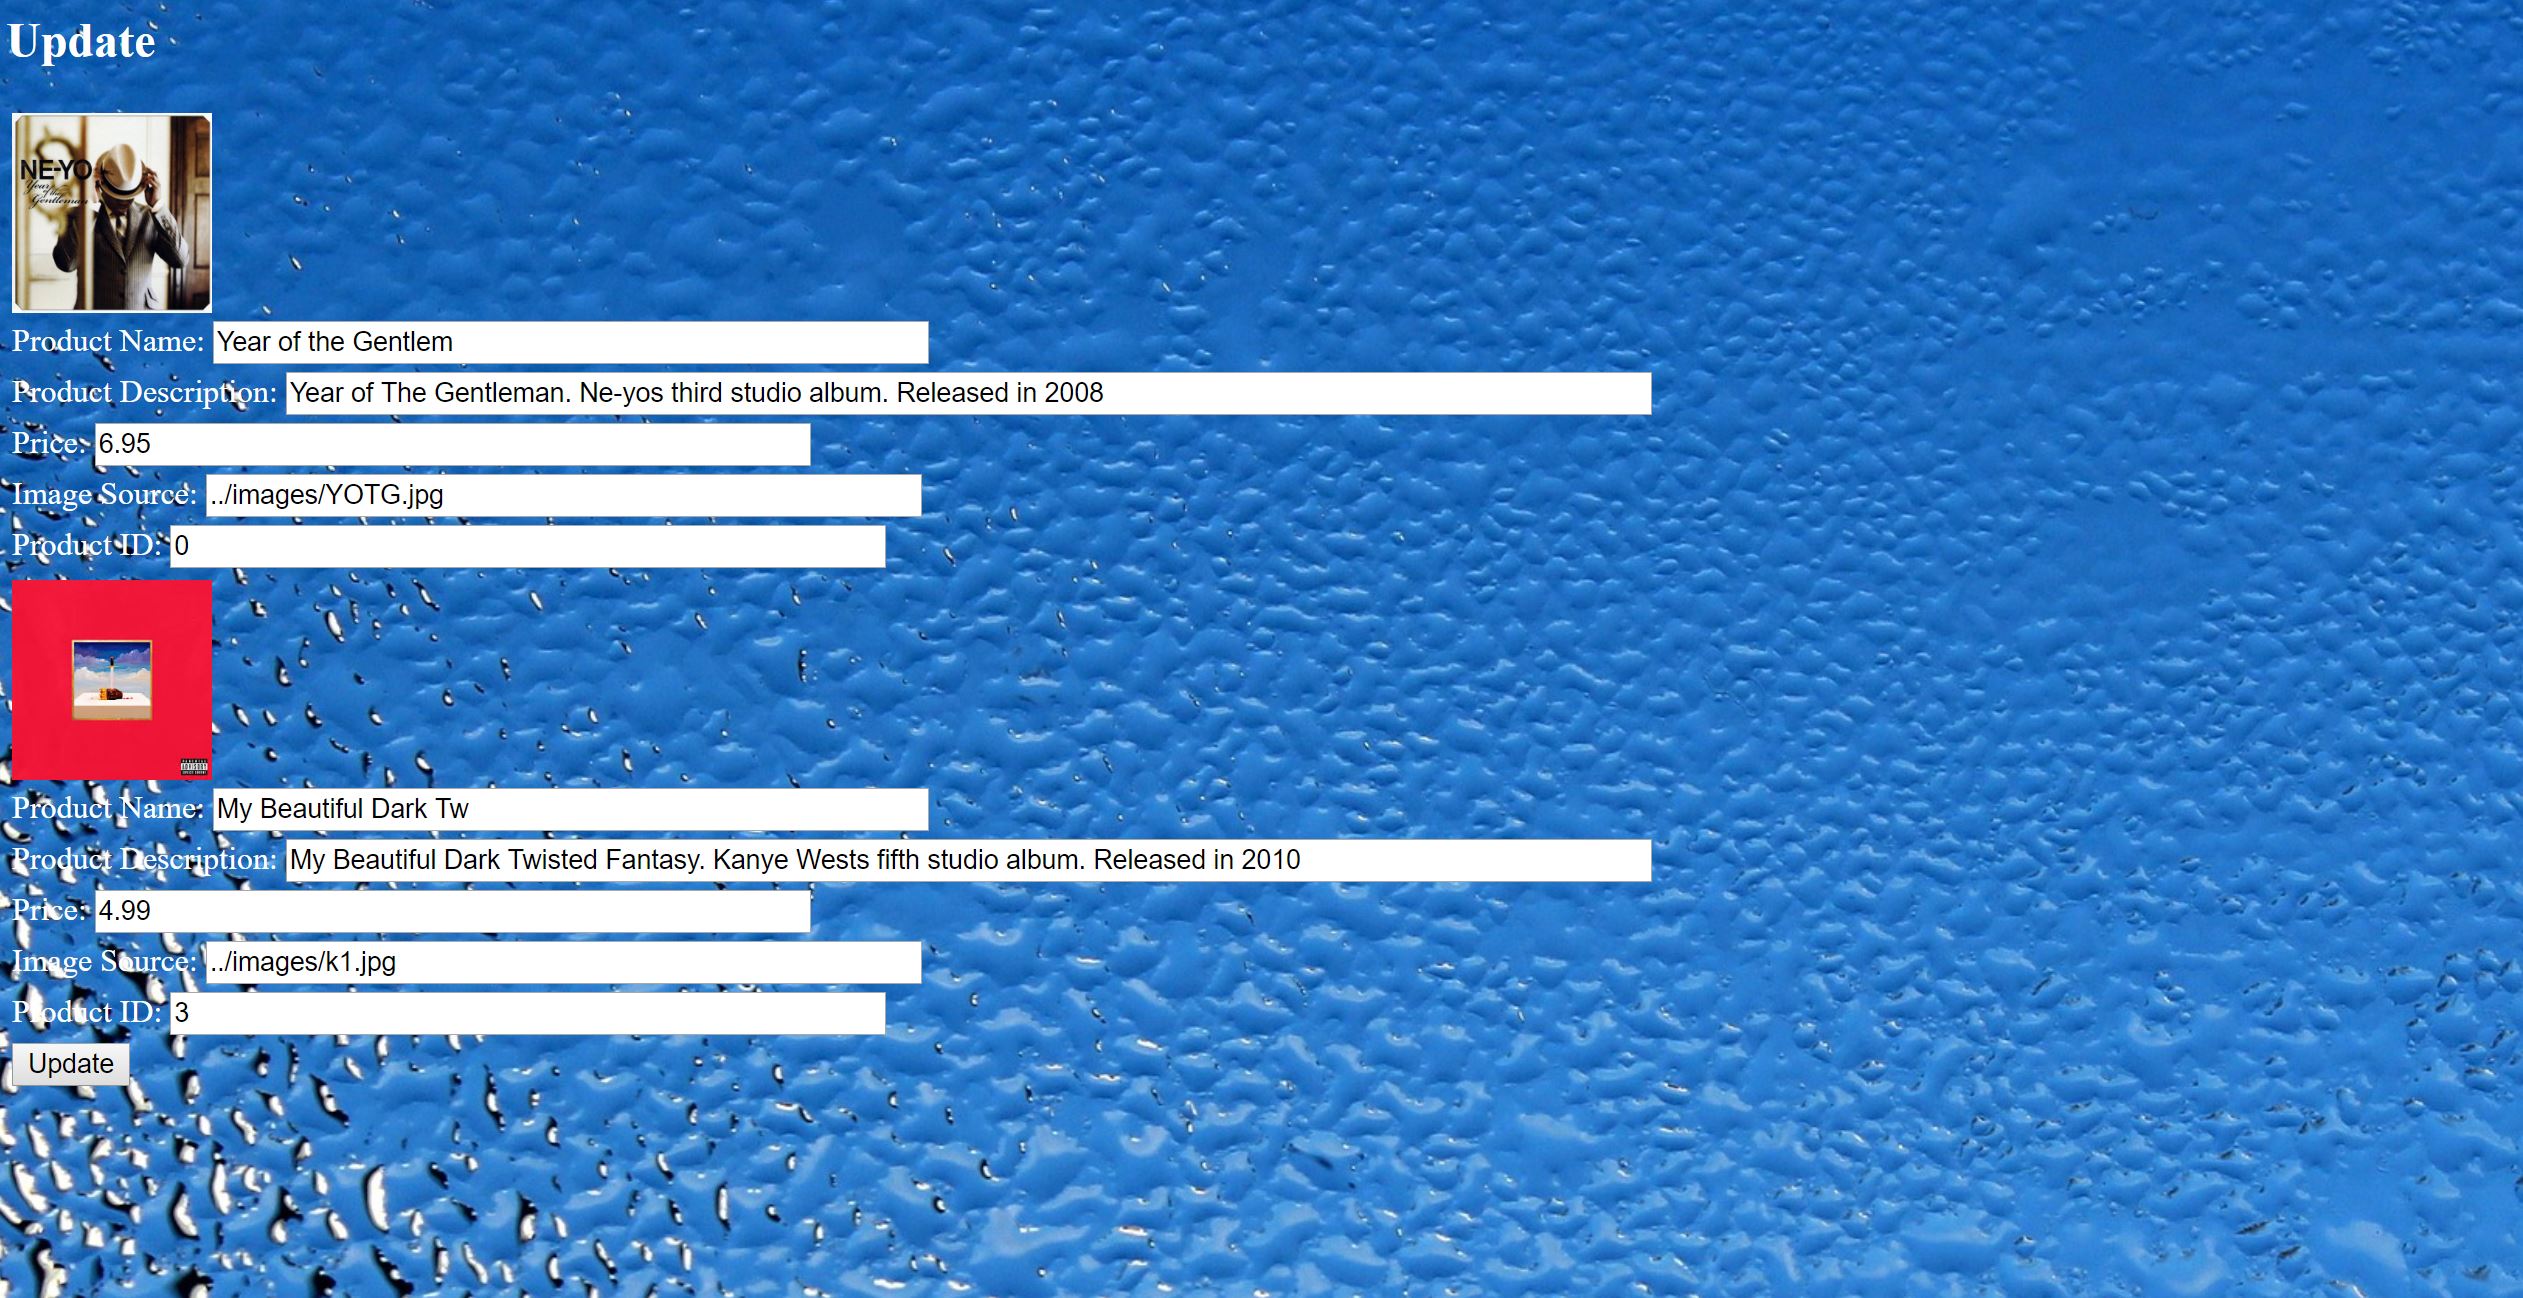 Update
NE-YO
Year of the
Gentleman
Product Name: Year of the Gentlem
Product Description: Year of The Gentleman. Ne-yos third studio album. Released in 2008
Price: 6.95
Image Source: ../images/YOTG.jpg
Product ID: 0
ADVISORY
Product Name: My Beautiful Dark Tw
Product Description: My Beautiful Dark Twisted Fantasy. Kanye Wests fifth studio album. Released in 2010
Price: 4.99
Image Source: ../images/k1.jpg
Product ID: 3
Update